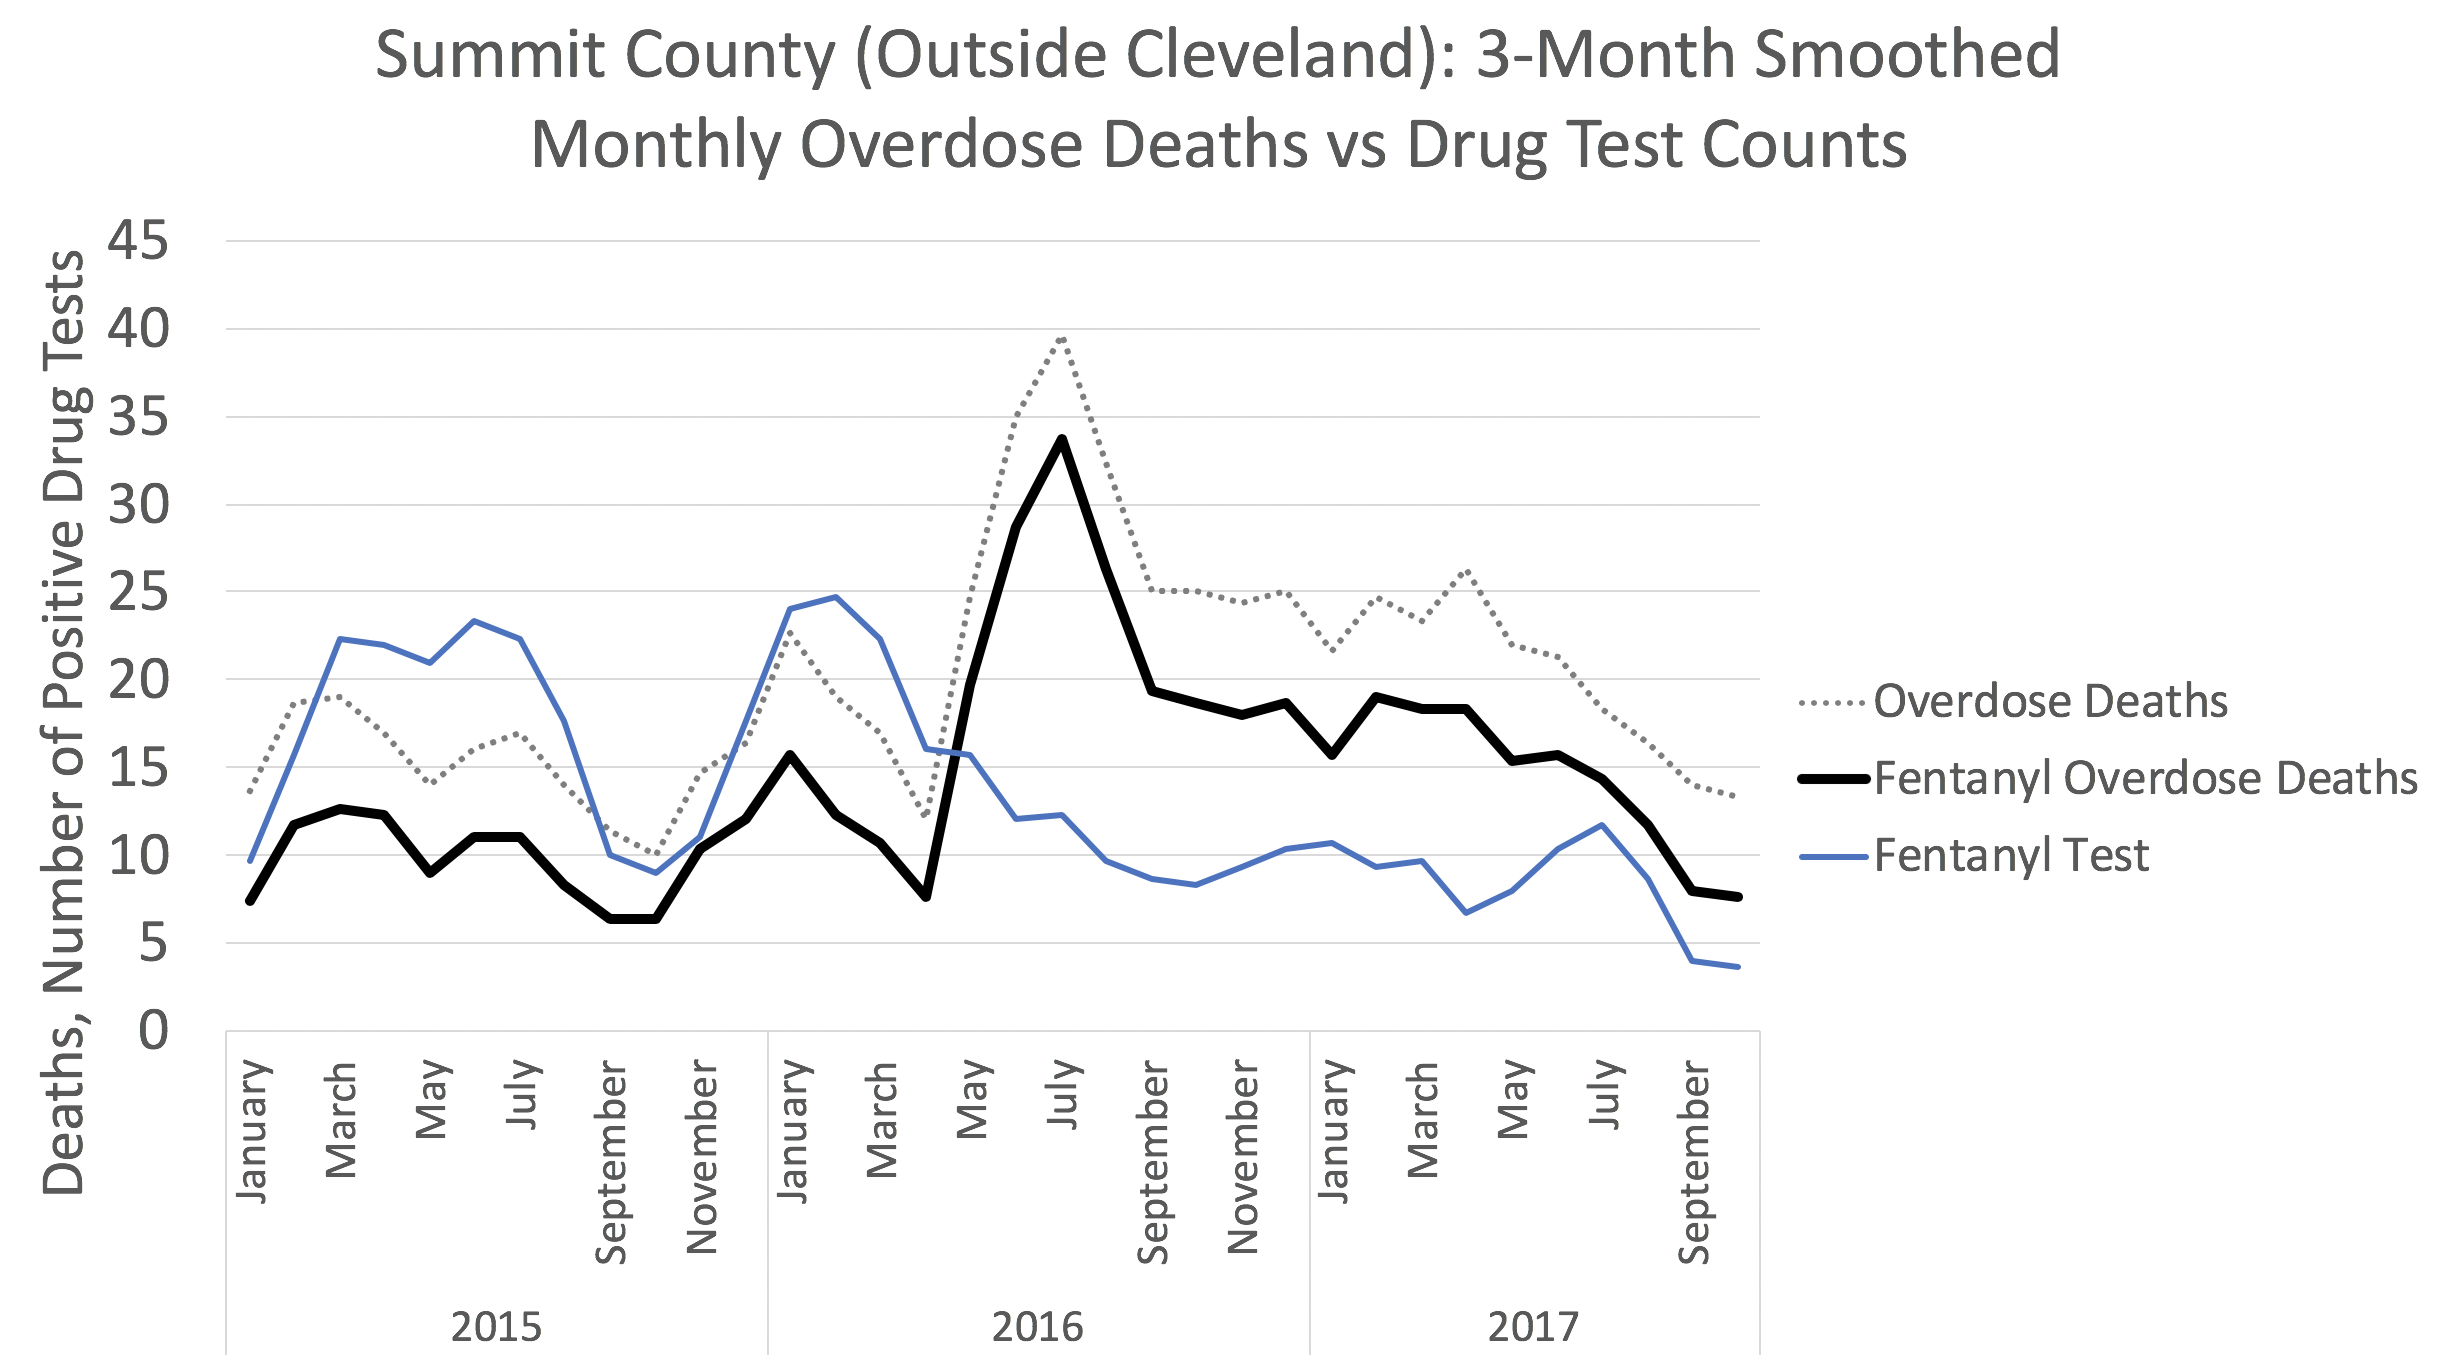 Summit County (Outside Cleveland): 3-Month Smoothed
Monthly Overdose Deaths vs Drug Test Counts
Deaths, Number of Positive Drug Tests
45
40
35
30
25
20
15
10
5
0
January
March
May
July
September
November
January
March
May
July
September
November
January
March
May
July
September
2015
2016
2017
Overdose Deaths
Fentanyl Overdose Deaths
Fentanyl Test